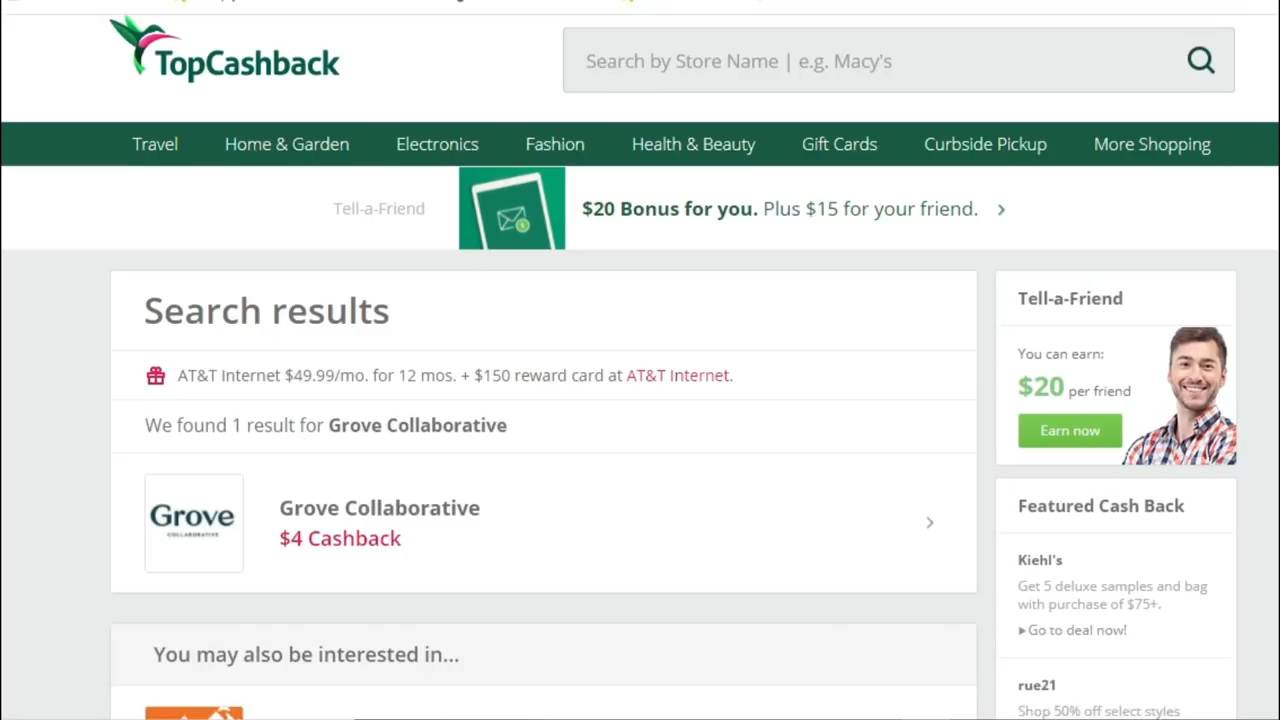 TopCashback
Search by Store Name | e.g. Macy's
Travel Home & Garden Electronics Fashion Health & Beauty Gift Cards Curbside Pickup More Shopping
Tell-a-Friend $20 Bonus for you. Plus $15 for your friend.
Search results
AT&T Internet $49.99/mo. for 12 mos. + $150 reward card at AT&T Internet.
We found 1 result for Grove Collaborative
Grove
COLLABORATIVE
Grove Collaborative
$4 Cashback
You may also be interested in...
Tell-a-Friend
You can earn:
$20 per friend
Earn now
Featured Cash Back
Kiehl's
Get 5 deluxe samples and bag
with purchase of $75+.
Go to deal now!
rue21
Shop 50% off select styles